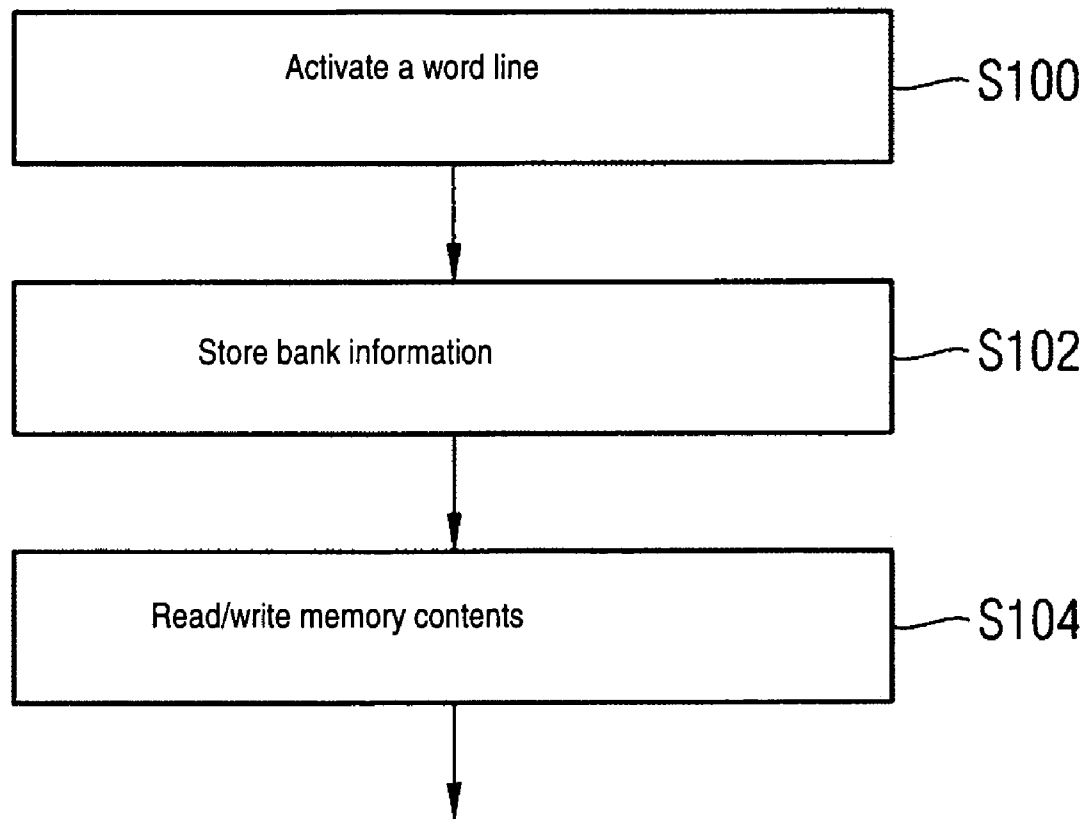 Activate a word line
S100
Store bank information
S102
Read/write memory contents
S104